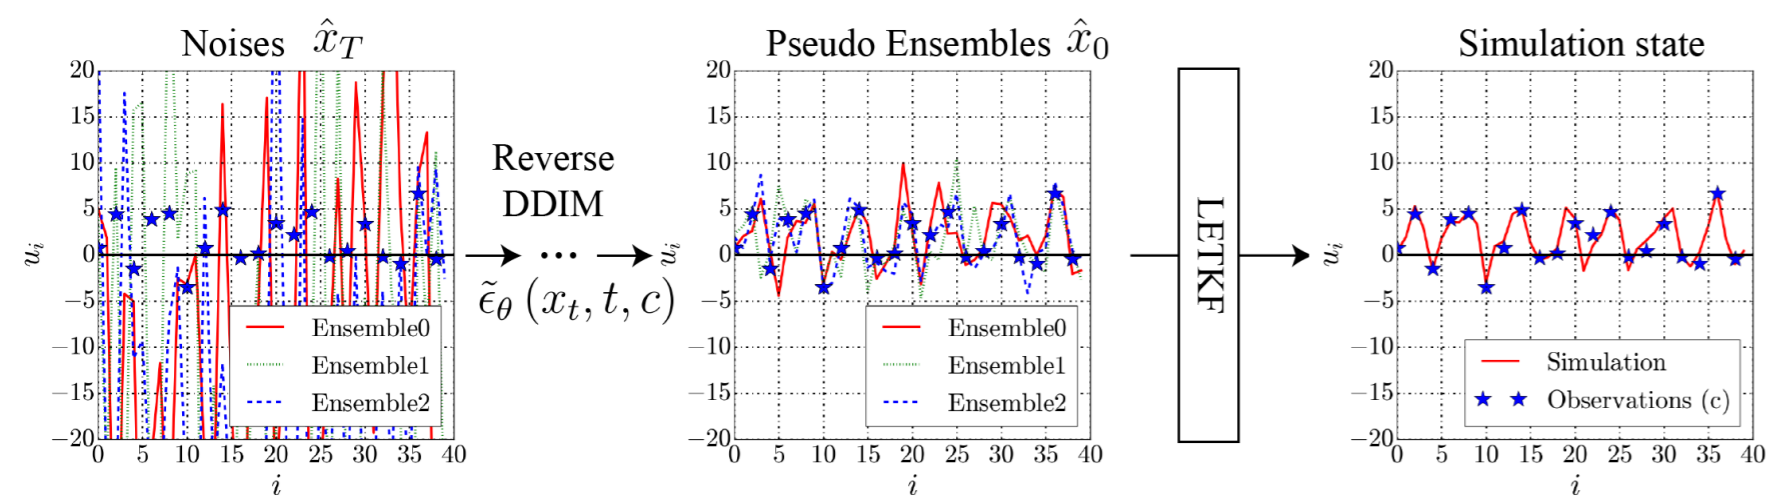 Noises x̂_T
20
15
10
5
0
−5
−10
−15
−20
u_i
0 5 10 15 20 25 30 35 40
i
Ensemble0
Ensemble1
Ensemble2
Reverse
DDIM
...
ε̃_θ (x_t, t, c)
Pseudo Ensembles x̂_0
20
15
10
5
0
−5
−10
−15
−20
u_i
0 5 10 15 20 25 30 35 40
i
Ensemble0
Ensemble1
Ensemble2
LETKF
Simulation state
20
15
10
5
0
−5
−10
−15
−20
u_i
0 5 10 15 20 25 30 35 40
i
Simulation
Observations (c)